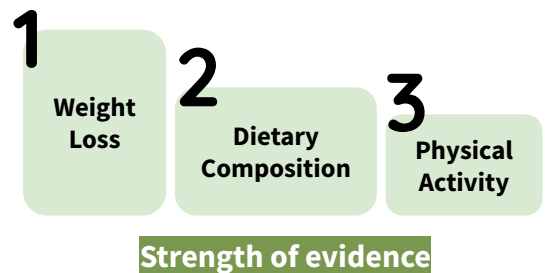 1
Weight
Loss
2
Dietary
Composition
3
Physical
Activity
Strength of evidence